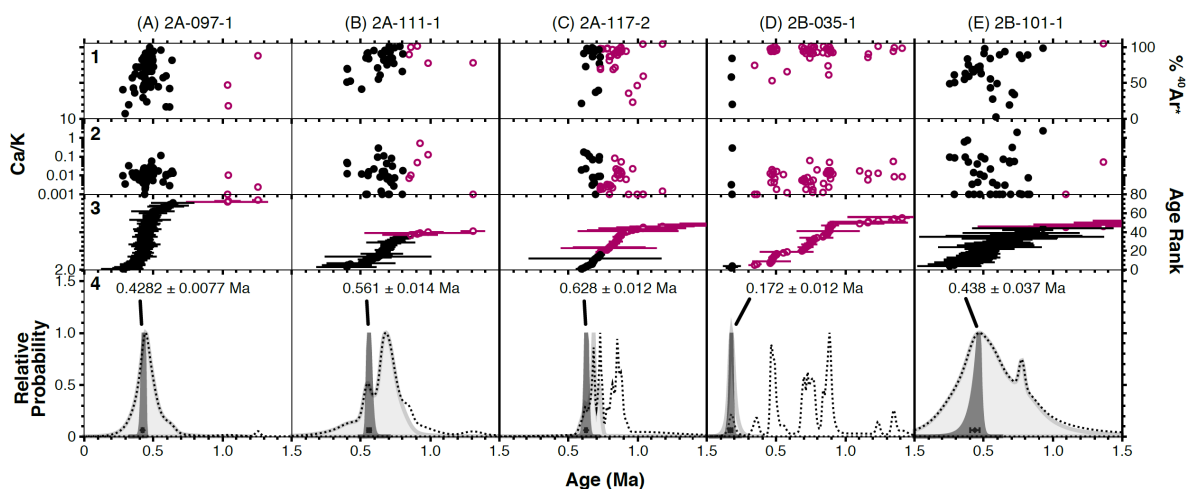 (A) 2A-097-1 (B) 2A-111-1 (C) 2A-117-2 (D) 2B-035-1 (E) 2B-101-1
1
100
50
10
0
% ⁴⁰Ar*
2
Ca/K
1
0.1
0.01
0.001
3
80
60
40
20
0
Age Rank
2.0
4
0.4282 ± 0.0077 Ma 0.561 ± 0.014 Ma 0.628 ± 0.012 Ma 0.172 ± 0.012 Ma 0.438 ± 0.037 Ma
1.5
1.0
0.5
0
Relative
Probability
0 0.5 1.0 1.5 0.5 1.0 1.5 0.5 1.0 1.5 0.5 1.0 1.5 0.5 1.0 1.5
Age (Ma)